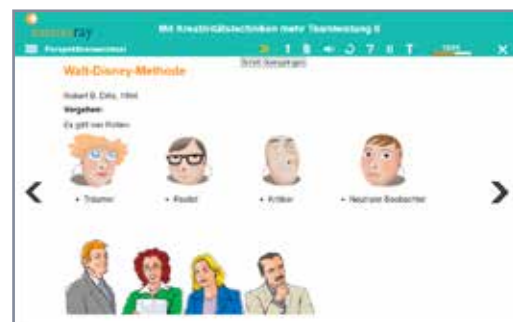 Mit Kreativitätstechniken mehr Teamleistung II
Perspektivenwechsel
Walt-Disney-Methode
Robert B. Dilts, 1994
Vorgehen:
Es gibt vier Rollen:
• Träumer
• Realist
• Kritiker
• Neutraler Beobachter